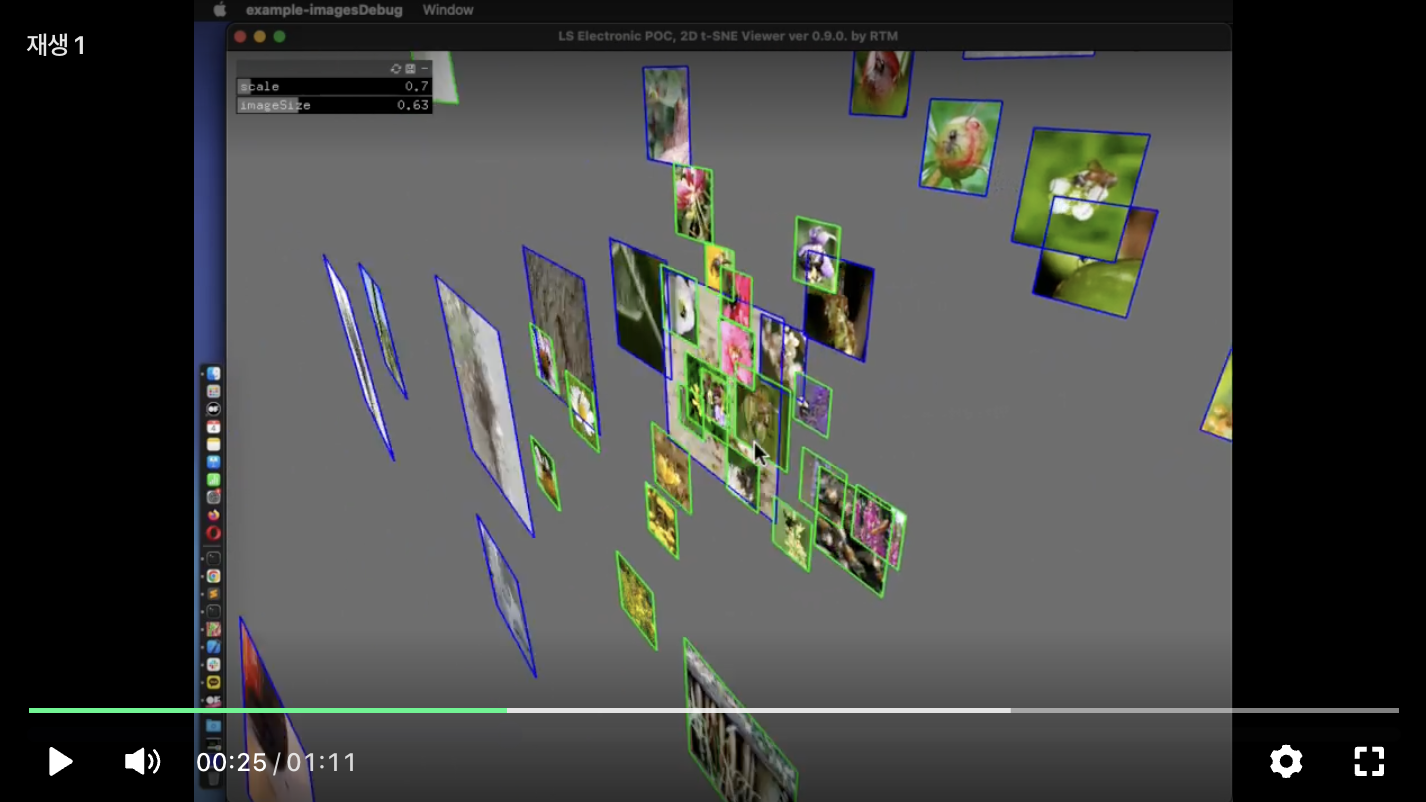 example-imagesDebug Window
재생 1
LS Electronic POC, 2D t-SNE Viewer ver 0.9.0. by RTM
scale 0.7
imageSize 0.63
00:25 / 01:11